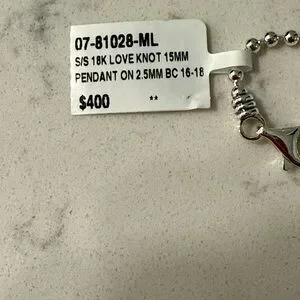 07-81028-ML
S/S 18K LOVE KNOT 15MM
PENDANT ON 2.5MM BC 16-18
$400 **